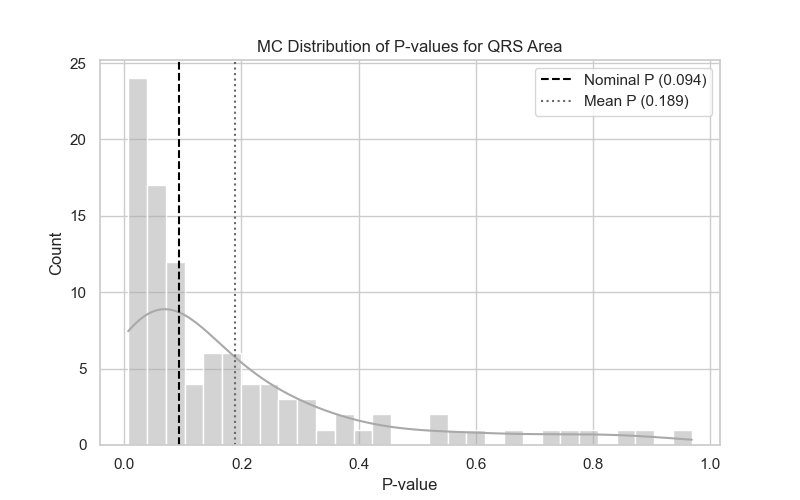 MC Distribution of P-values for QRS Area
Nominal P (0.094)
Mean P (0.189)
Count
25
20
15
10
5
0
0.0 0.2 0.4 0.6 0.8 1.0
P-value